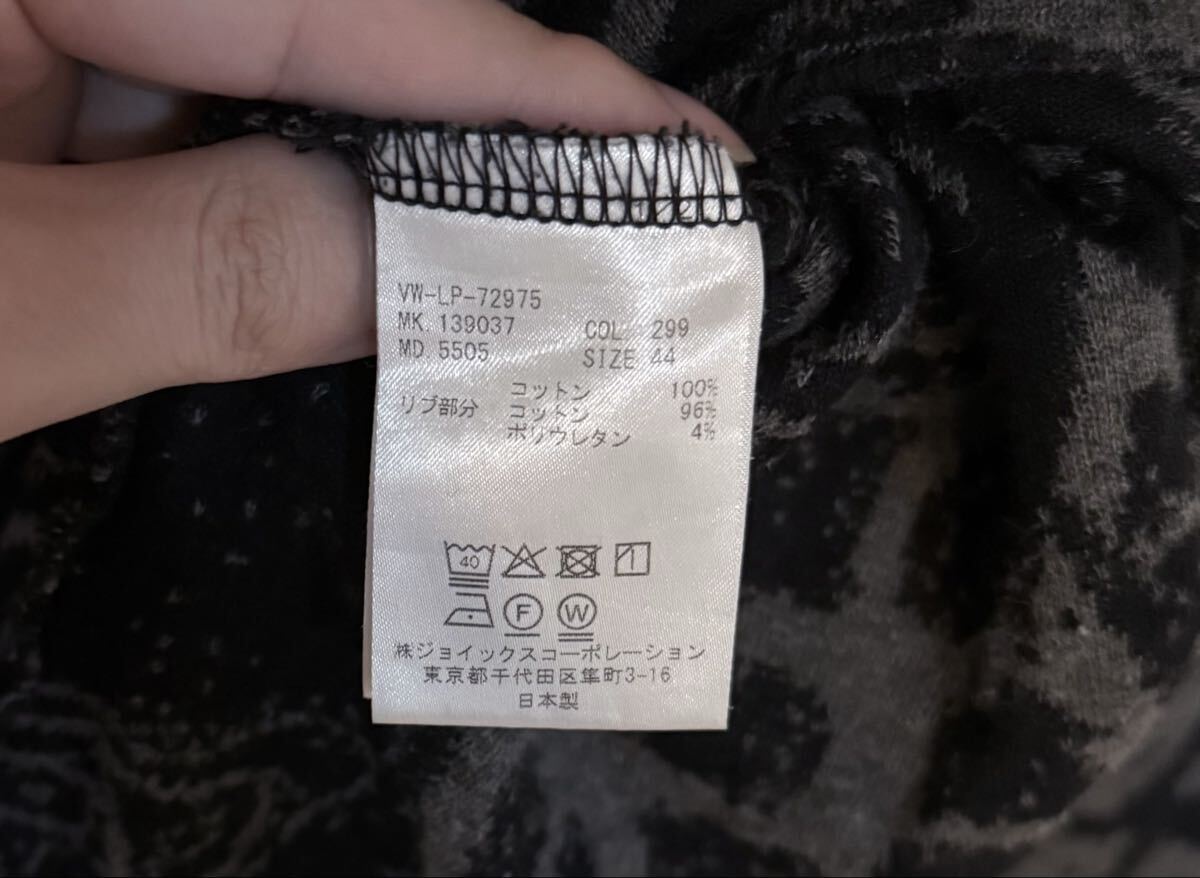 VW-LP-72975
MK. 139037 COL 299
MD 5505 SIZE 44
コットン 100%
リブ部分 コットン 96%
ポリウレタン 4%
40
F W
㈱ジョイックスコーポレーション
東京都千代田区隼町3-16
日本製